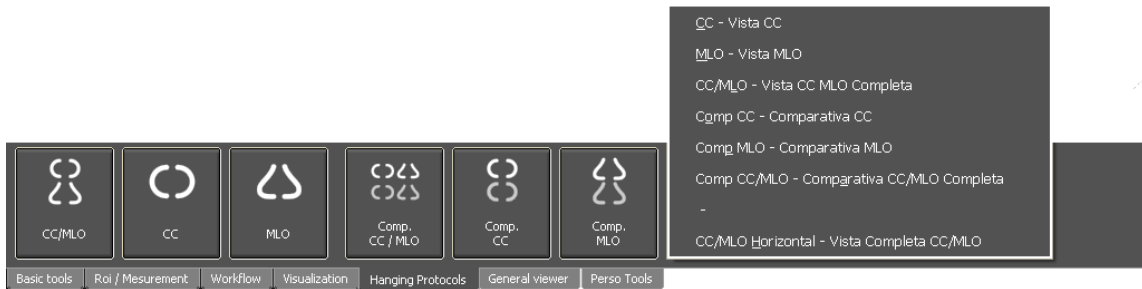 CC - Vista CC
MLO - Vista MLO
CC/MLO - Vista CC MLO Completa
Comp CC - Comparativa CC
Comp MLO - Comparativa MLO
Comp CC/MLO - Comparativa CC/MLO Completa
-
CC/MLO Horizontal - Vista Completa CC/MLO
CC/MLO
CC
MLO
Comp.
CC / MLO
Comp.
CC
Comp.
MLO
Basic tools Roi / Mesurement Workflow Visualization Hanging Protocols General viewer Perso Tools